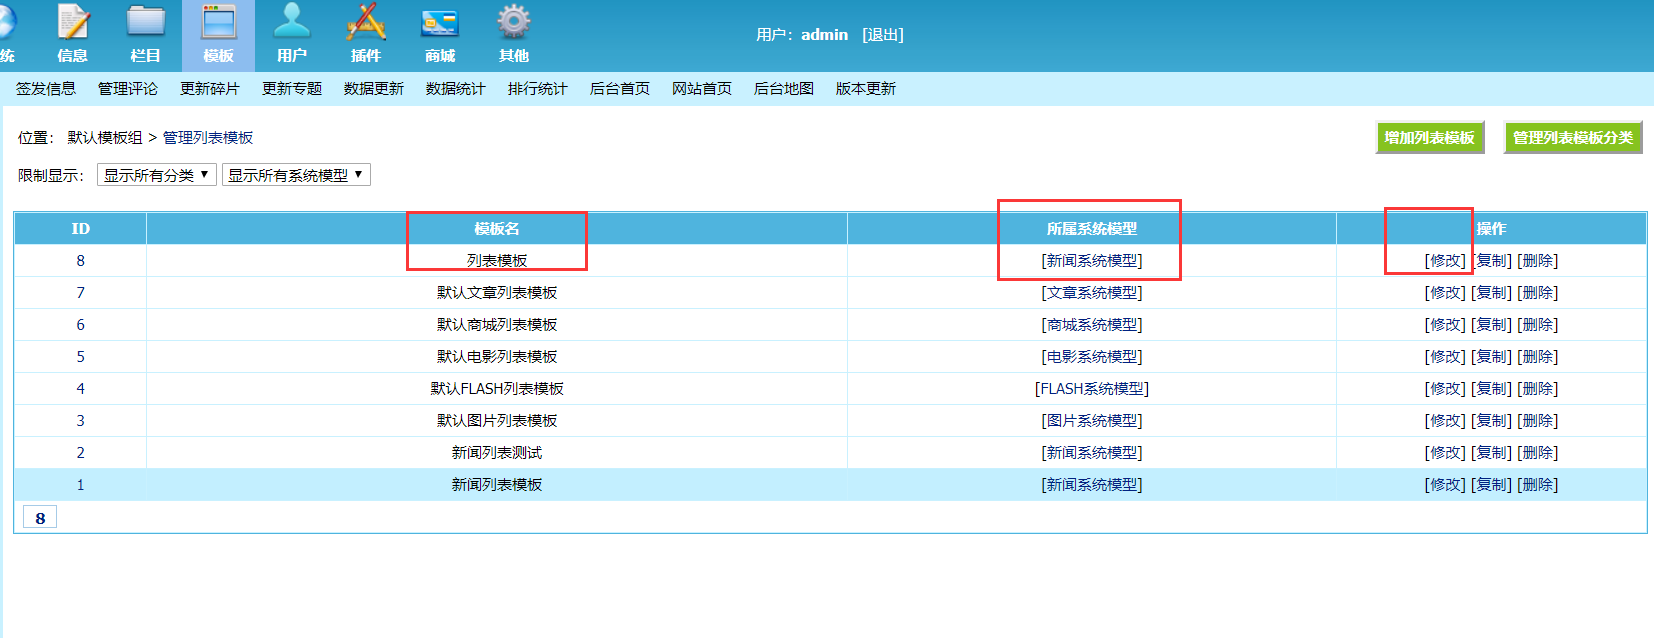 统 信息 栏目 模板 用户 插件 商城 其他 用户：admin [退出]
签发信息 管理评论 更新碎片 更新专题 数据更新 数据统计 排行统计 后台首页 网站首页 后台地图 版本更新
位置： 默认模板组 > 管理列表模板 增加列表模板 管理列表模板分类
限制显示： 显示所有分类 ▼ 显示所有系统模型 ▼
ID 模板名 所属系统模型 操作
8 列表模板 [新闻系统模型] [修改] [复制] [删除]
7 默认文章列表模板 [文章系统模型] [修改] [复制] [删除]
6 默认商城列表模板 [商城系统模型] [修改] [复制] [删除]
5 默认电影列表模板 [电影系统模型] [修改] [复制] [删除]
4 默认FLASH列表模板 [FLASH系统模型] [修改] [复制] [删除]
3 默认图片列表模板 [图片系统模型] [修改] [复制] [删除]
2 新闻列表测试 [新闻系统模型] [修改] [复制] [删除]
1 新闻列表模板 [新闻系统模型] [修改] [复制] [删除]
8